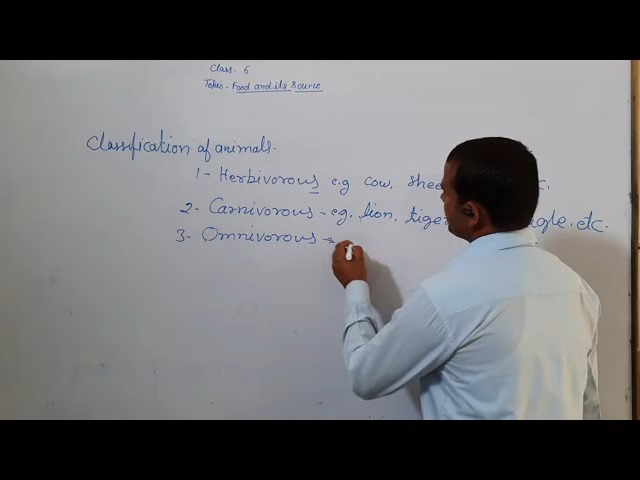 Class- 6
Topic- Food and its Source
Classification of animals-
1- Herbivorous e.g cow, shee c.
2- Carnivorous - e.g, lion, tiger gle. etc.
3- Omnivorous - e